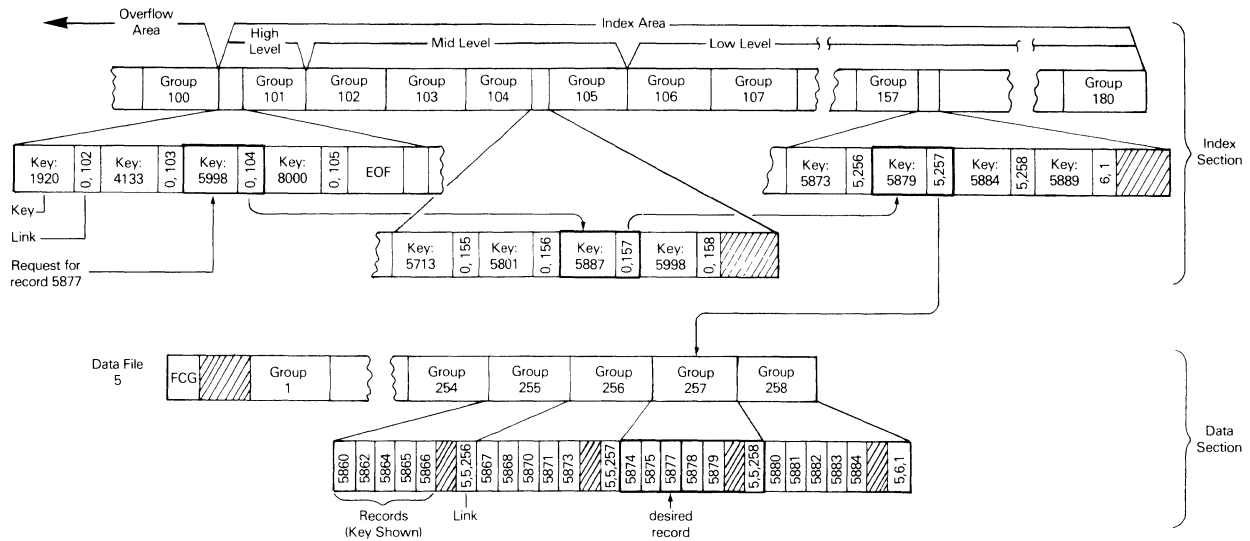 Overflow
Area
Index Area
High
Level
Mid Level
Low Level
Group
100
Group
101
Group
102
Group
103
Group
104
Group
105
Group
106
Group
107
Group
157
Group
180
Index
Section
Key:
1920
0, 102
Key:
4133
0, 103
Key:
5998
0, 104
Key:
8000
0, 105
EOF
Key:
5873
5,256
Key:
5879
5,257
Key:
5884
5,258
Key:
5889
6, 1
Key
Link
Request for
record 5877
Key:
5713
0, 155
Key:
5801
0, 156
Key:
5887
0,157
Key:
5998
0, 158
Data File
5
FCG
Group
1
Group
254
Group
255
Group
256
Group
257
Group
258
Data
Section
5860
5862
5864
5865
5866
5,5,256
5867
5868
5870
5871
5873
5,5,257
5874
5875
5877
5878
5879
5,5,258
5880
5881
5882
5883
5884
5,6,1
Records
(Key Shown)
Link
desired
record